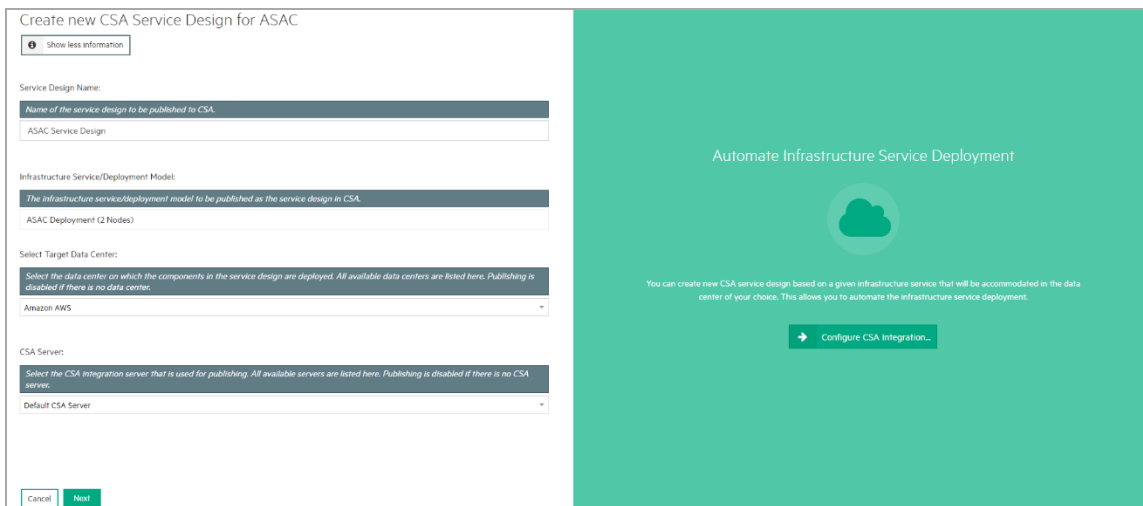 Create new CSA Service Design for ASAC
Show less information
Service Design Name:
Name of the service design to be published to CSA.
ASAC Service Design
Infrastructure Service/Deployment Model:
The infrastructure service/deployment model to be published as the service design in CSA.
ASAC Deployment (2 Nodes)
Select Target Data Center:
Select the data center on which the components in the service design are deployed. All available data centers are listed here. Publishing is
disabled if there is no data center.
Amazon AWS
CSA Server:
Select the CSA integration server that is used for publishing. All available servers are listed here. Publishing is disabled if there is no CSA
server.
Default CSA Server
Cancel
Next
Automate Infrastructure Service Deployment
You can create new CSA service design based on a given infrastructure service that will be accommodated in the data
center of your choice. This allows you to automate the infrastructure service deployment.
Configure CSA Integration...